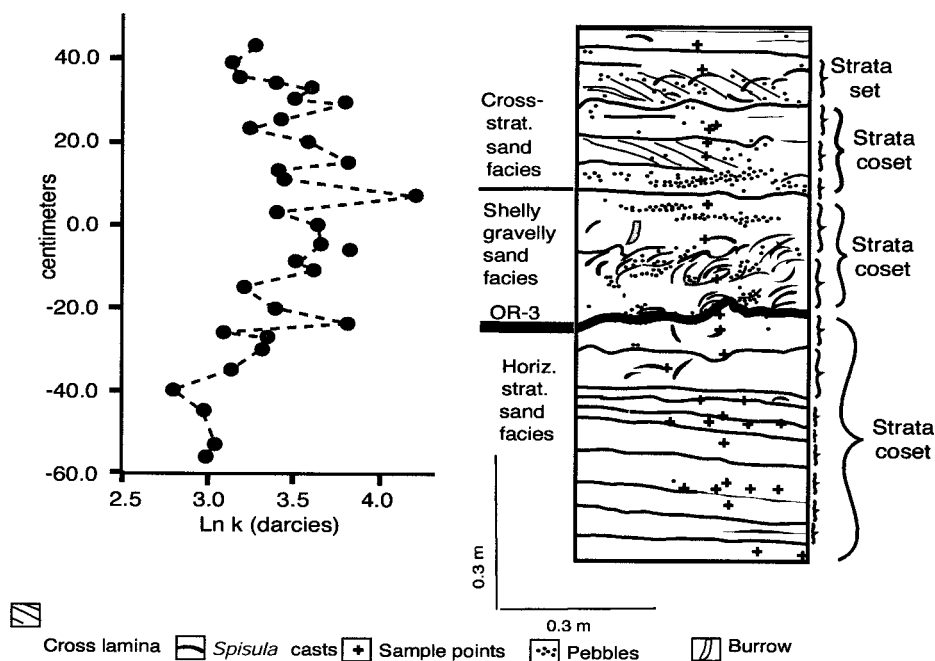 40.0
20.0
0.0
-20.0
-40.0
-60.0
centimeters
2.5
3.0
3.5
4.0
Ln k (darcies)
Cross-
strat.
sand
facies
Shelly
gravelly
sand
facies
OR-3
Horiz.
strat.
sand
facies
Strata
set
Strata
coset
Strata
coset
Strata
coset
0.3 m
0.3 m
Cross lamina Spisula casts Sample points Pebbles Burrow